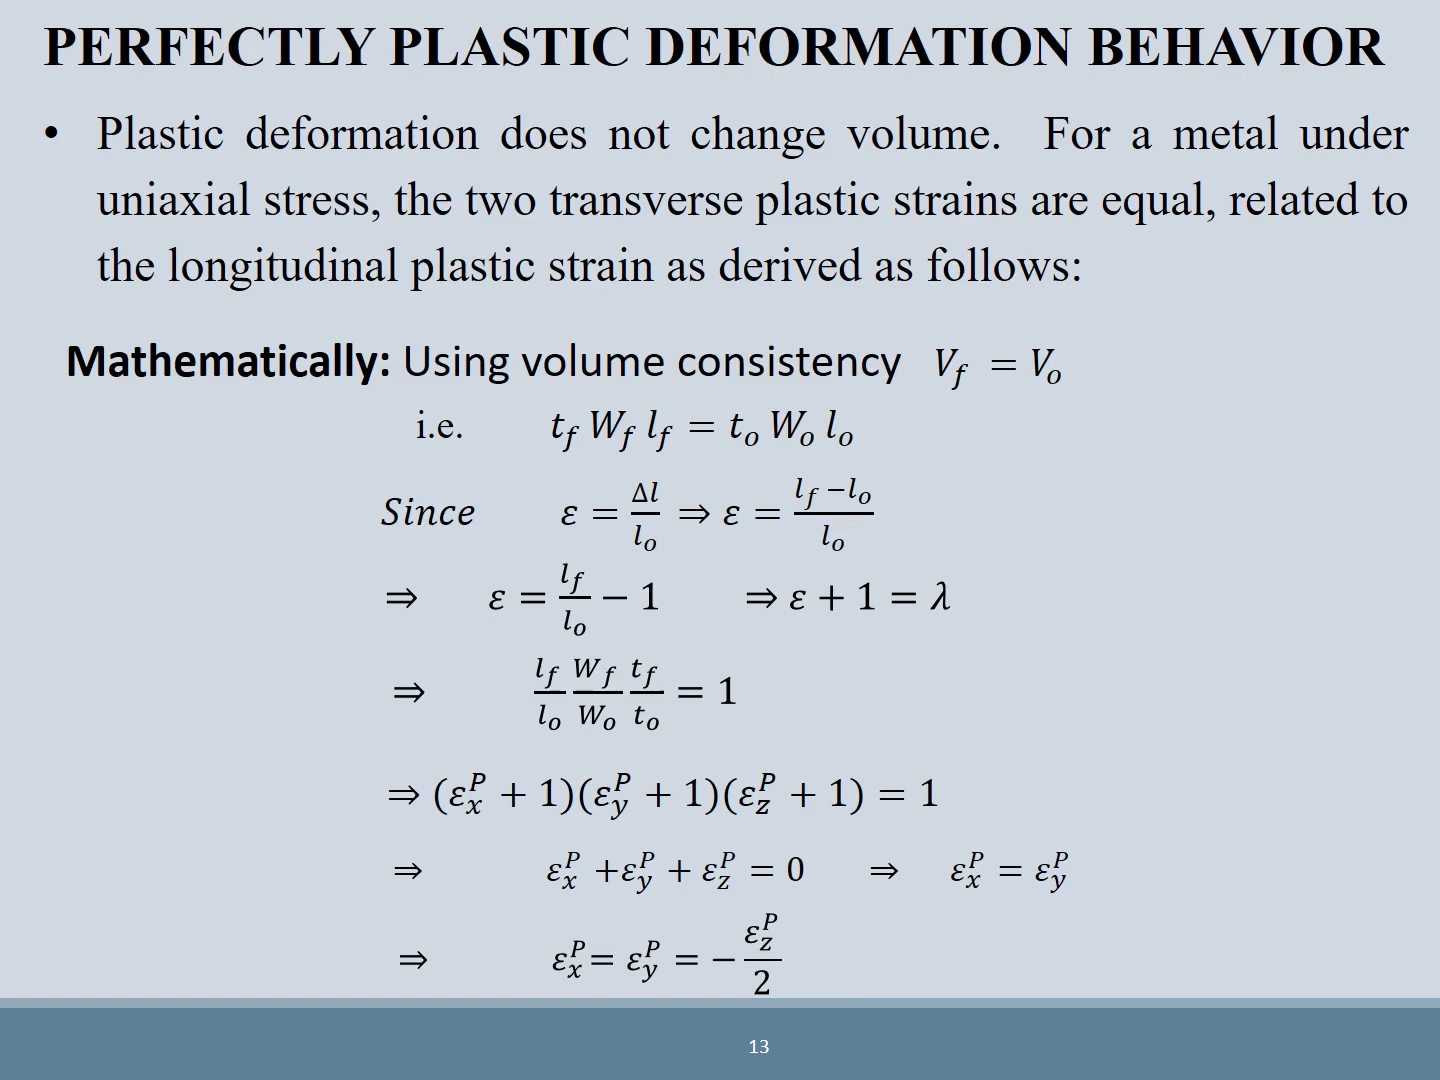 PERFECTLY PLASTIC DEFORMATION BEHAVIOR
• Plastic deformation does not change volume. For a metal under
uniaxial stress, the two transverse plastic strains are equal, related to
the longitudinal plastic strain as derived as follows:
Mathematically: Using volume consistency V_f = V_o
i.e. t_f W_f l_f = t_o W_o l_o
Since ε = Δl/l_o ⇒ ε = (l_f − l_o)/l_o
⇒ ε = l_f/l_o − 1 ⇒ ε + 1 = λ
⇒ l_f/l_o W_f/W_o t_f/t_o = 1
⇒ (ε_x^P + 1)(ε_y^P + 1)(ε_z^P + 1) = 1
⇒ ε_x^P + ε_y^P + ε_z^P = 0 ⇒ ε_x^P = ε_y^P
⇒ ε_x^P = ε_y^P = − ε_z^P/2
13